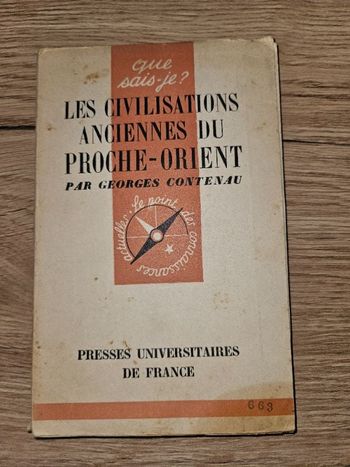 que
sais-je?
LES CIVILISATIONS
ANCIENNES DU
PROCHE-ORIENT
PAR GEORGES CONTENAU
Le point des connaissances actuelles
PRESSES UNIVERSITAIRES
DE FRANCE
663